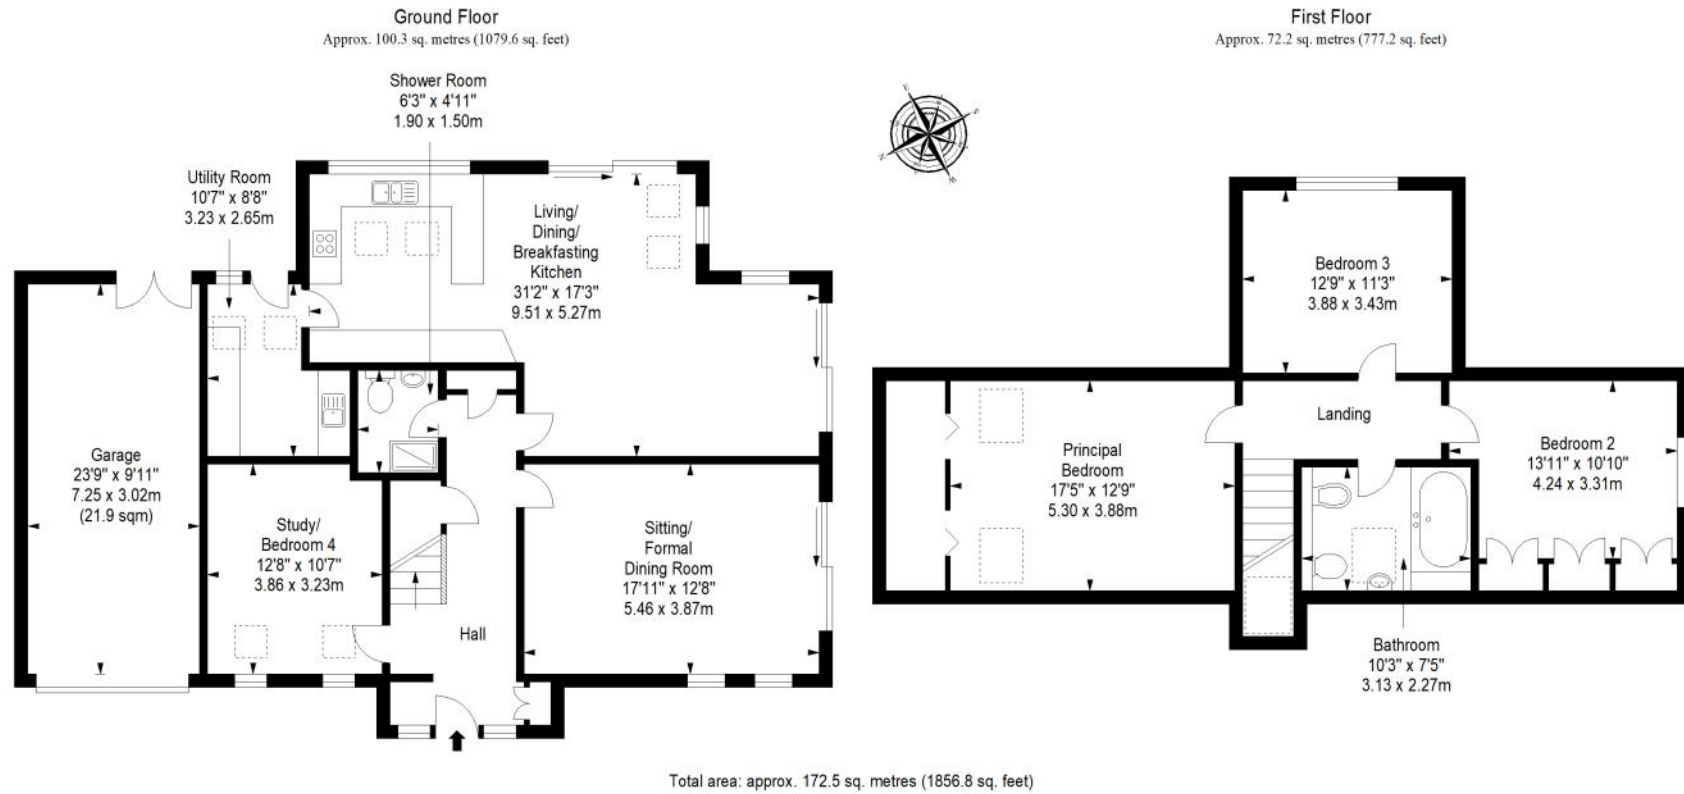 Ground Floor
Approx. 100.3 sq. metres (1079.6 sq. feet)
First Floor
Approx. 72.2 sq. metres (777.2 sq. feet)
Shower Room
6'3" x 4'11"
1.90 x 1.50m
Utility Room
10'7" x 8'8"
3.23 x 2.65m
Living/
Dining/
Breakfasting
Kitchen
31'2" x 17'3"
9.51 x 5.27m
Garage
23'9" x 9'11"
7.25 x 3.02m
(21.9 sqm)
Study/
Bedroom 4
12'8" x 10'7"
3.86 x 3.23m
Hall
Sitting/
Formal
Dining Room
17'11" x 12'8"
5.46 x 3.87m
E
S
N
W
Bedroom 3
12'9" x 11'3"
3.88 x 3.43m
Landing
Principal
Bedroom
17'5" x 12'9"
5.30 x 3.88m
Bedroom 2
13'11" x 10'10"
4.24 x 3.31m
Bathroom
10'3" x 7'5"
3.13 x 2.27m
Total area: approx. 172.5 sq. metres (1856.8 sq. feet)